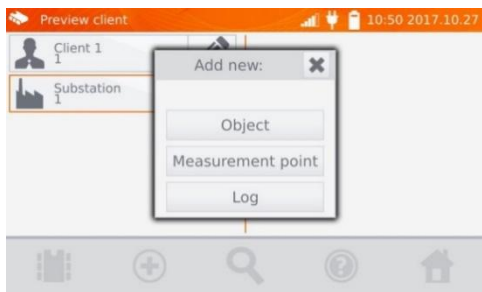 Preview client
10:50 2017.10.27
Client 1
1
Substation
1
Add new:
Object
Measurement point
Log